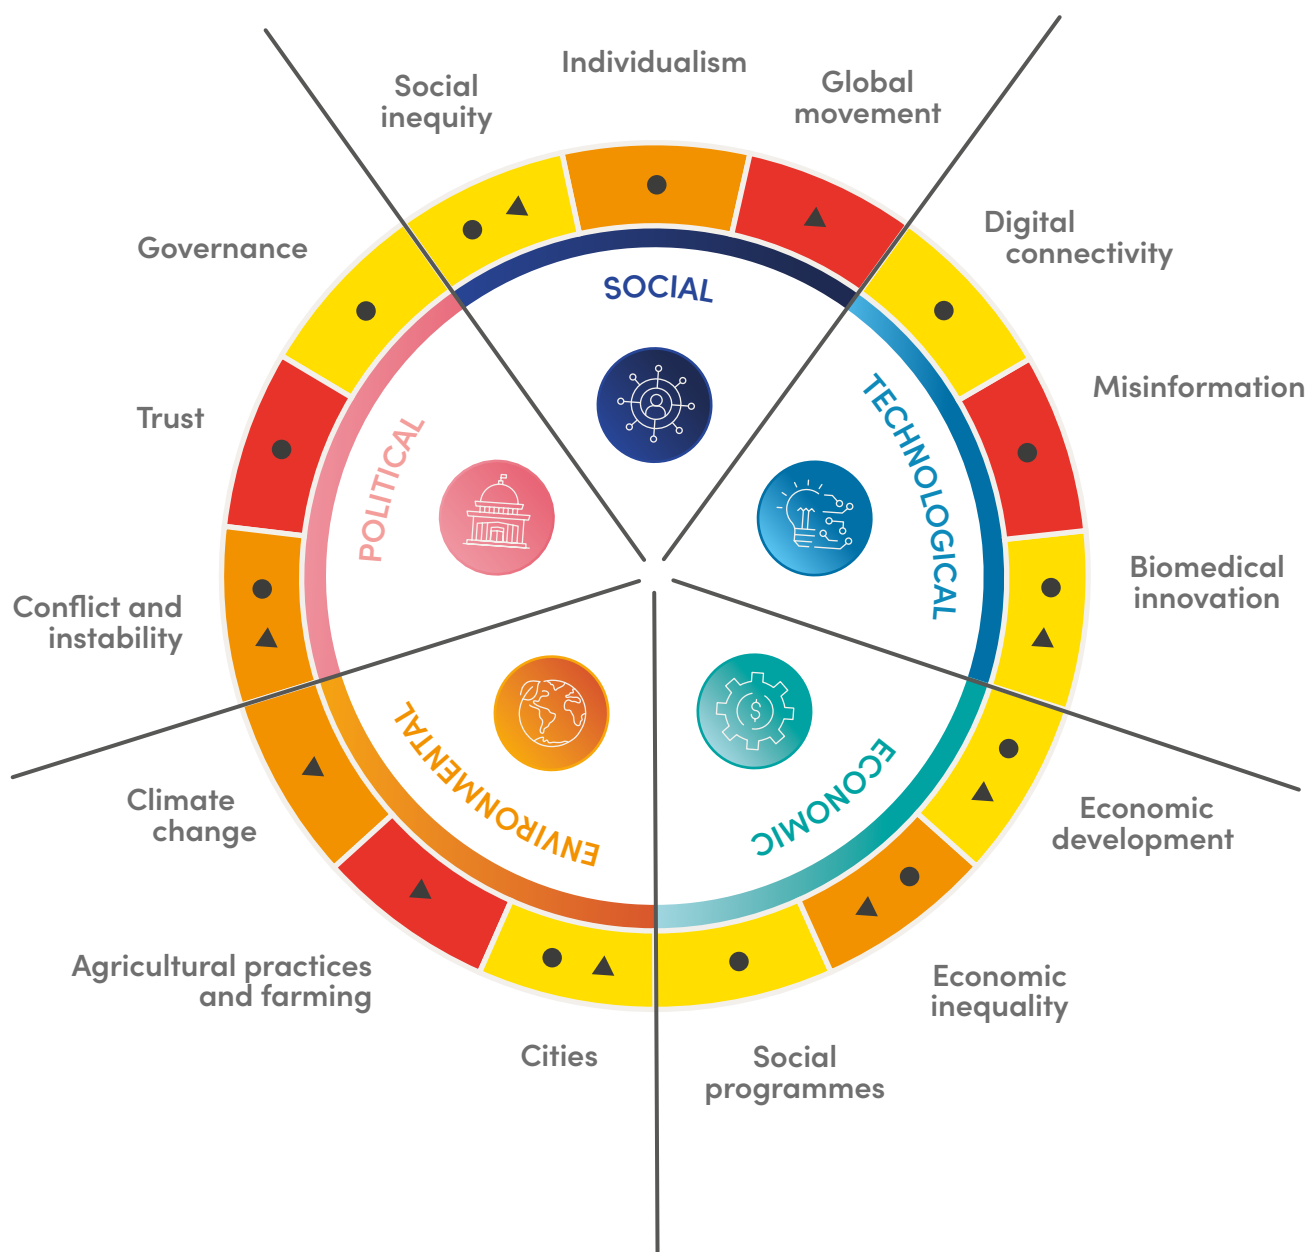 Individualism
Social
inequity
Global
movement
Digital
connectivity
Governance
SOCIAL
Misinformation
Trust
TECHNOLOGICAL
POLITICAL
Biomedical
innovation
Conflict and
instability
$
ENVIRONMENTAL
ECONOMIC
Climate
change
Economic
development
Agricultural practices
and farming
Economic
inequality
Cities
Social
programmes